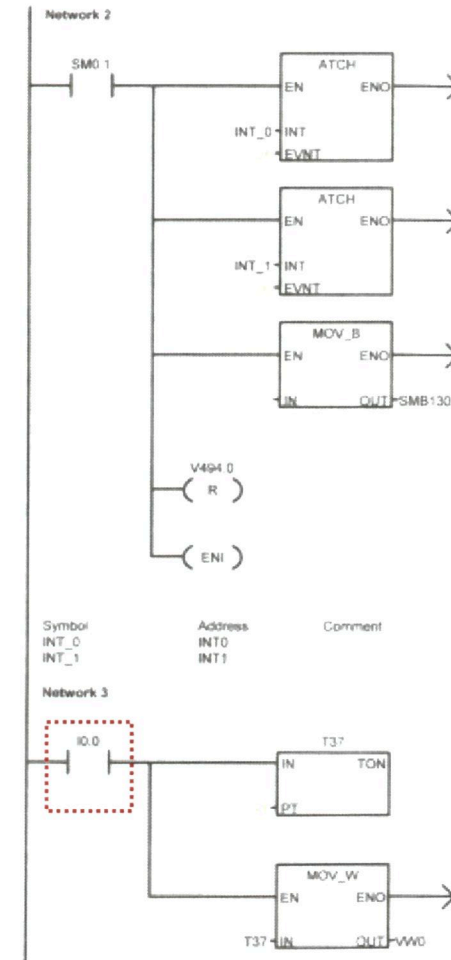 Network 2
SM0.1
ATCH
EN ENO
INT_0 INT
EVNT
ATCH
EN ENO
INT_1 INT
EVNT
MOV_B
EN ENO
IN OUT SMB130
V494.0
R
ENI
Symbol Address Comment
INT_0 INT0
INT_1 INT1
Network 3
I0.0
T37
IN TON
PT
MOV_W
EN ENO
T37 IN OUT VW0